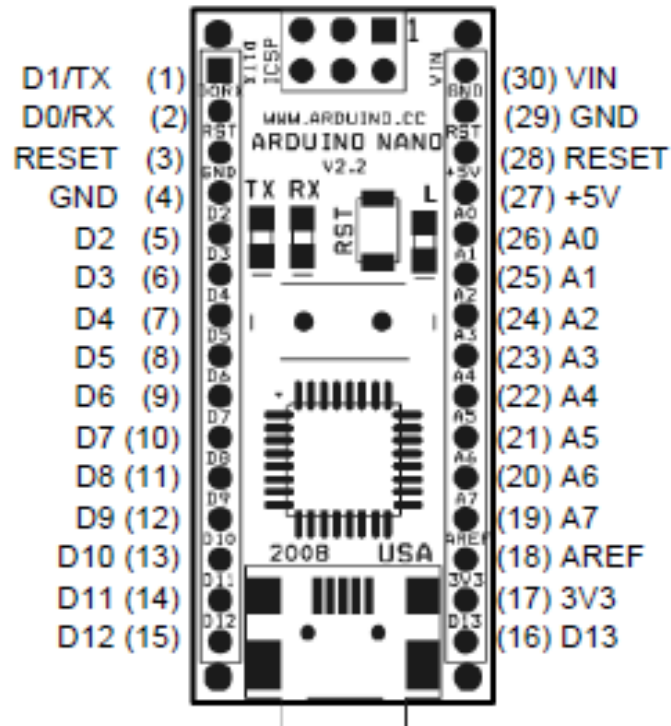 D1/TX (1)
D0/RX (2)
RESET (3)
GND (4)
D2 (5)
D3 (6)
D4 (7)
D5 (8)
D6 (9)
D7 (10)
D8 (11)
D9 (12)
D10 (13)
D11 (14)
D12 (15)
ICSP
1
VIN
WWW.ARDUINO.CC
ARDUINO NANO
V2.2
TX RX
RST
L
RST
GND
D2
D3
D4
D5
D6
D7
D8
D9
D10
D11
D12
GND
RST
+5V
A0
A1
A2
A3
A4
A5
A6
A7
AREF
3V3
D13
2008 USA
(30) VIN
(29) GND
(28) RESET
(27) +5V
(26) A0
(25) A1
(24) A2
(23) A3
(22) A4
(21) A5
(20) A6
(19) A7
(18) AREF
(17) 3V3
(16) D13